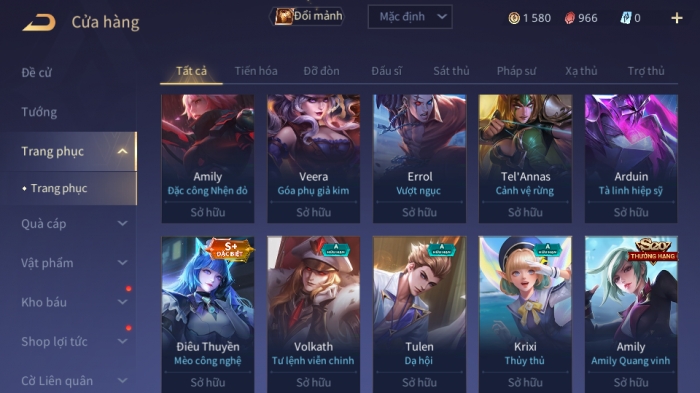 Cửa hàng
Đổi mảnh
Mặc định
1 580
966
0
Đề cử
Tướng
Trang phục
Trang phục
Quà cáp
Vật phẩm
Kho báu
Shop lợi tức
Cờ Liên quân
Tất cả Tiến hóa Đỡ đòn Đấu sĩ Sát thủ Pháp sư Xạ thủ Trợ thủ
Amily
Đặc công Nhện đỏ
Sở hữu
Veera
Góa phụ giả kim
Sở hữu
Errol
Vượt ngục
Sở hữu
Tel'Annas
Cảnh vệ rừng
Sở hữu
Arduin
Tà linh hiệp sỹ
Sở hữu
S+
ĐẶC BIỆT
Điêu Thuyền
Mèo công nghệ
Sở hữu
A
Volkath
Tư lệnh viễn chinh
Sở hữu
A
Tulen
Dạ hội
Sở hữu
A
Krixi
Thủy thủ
Sở hữu
S20
THƯỞNG HẠNG
Amily
Amily Quang vinh
Sở hữu